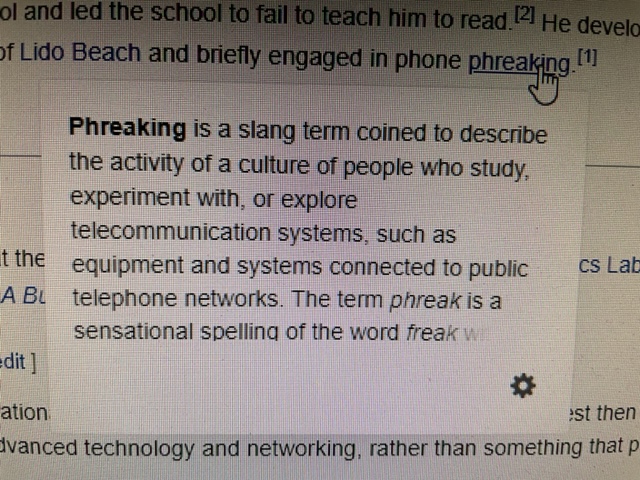 ol and led the school to fail to teach him to read.[2] He develo
of Lido Beach and briefly engaged in phone phreaking.[1]
Phreaking is a slang term coined to describe
the activity of a culture of people who study,
experiment with, or explore
telecommunication systems, such as
t the
equipment and systems connected to public
cs Lab
telephone networks. The term phreak is a
A Bu
sensational spelling of the word freak w
edit ]
ation
est then
dvanced technology and networking, rather than something that p